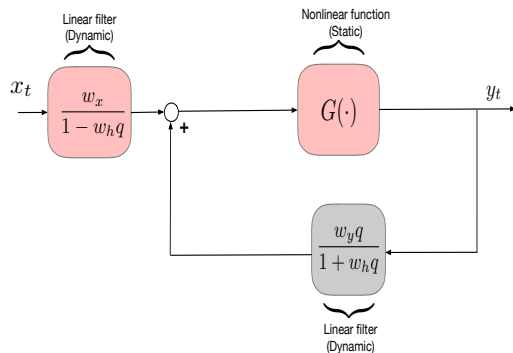 Linear filter
(Dynamic)
Nonlinear function
(Static)
x_t
w_x
1 − w_h q
+
G(·)
y_t
w_y q
1 + w_h q
Linear filter
(Dynamic)